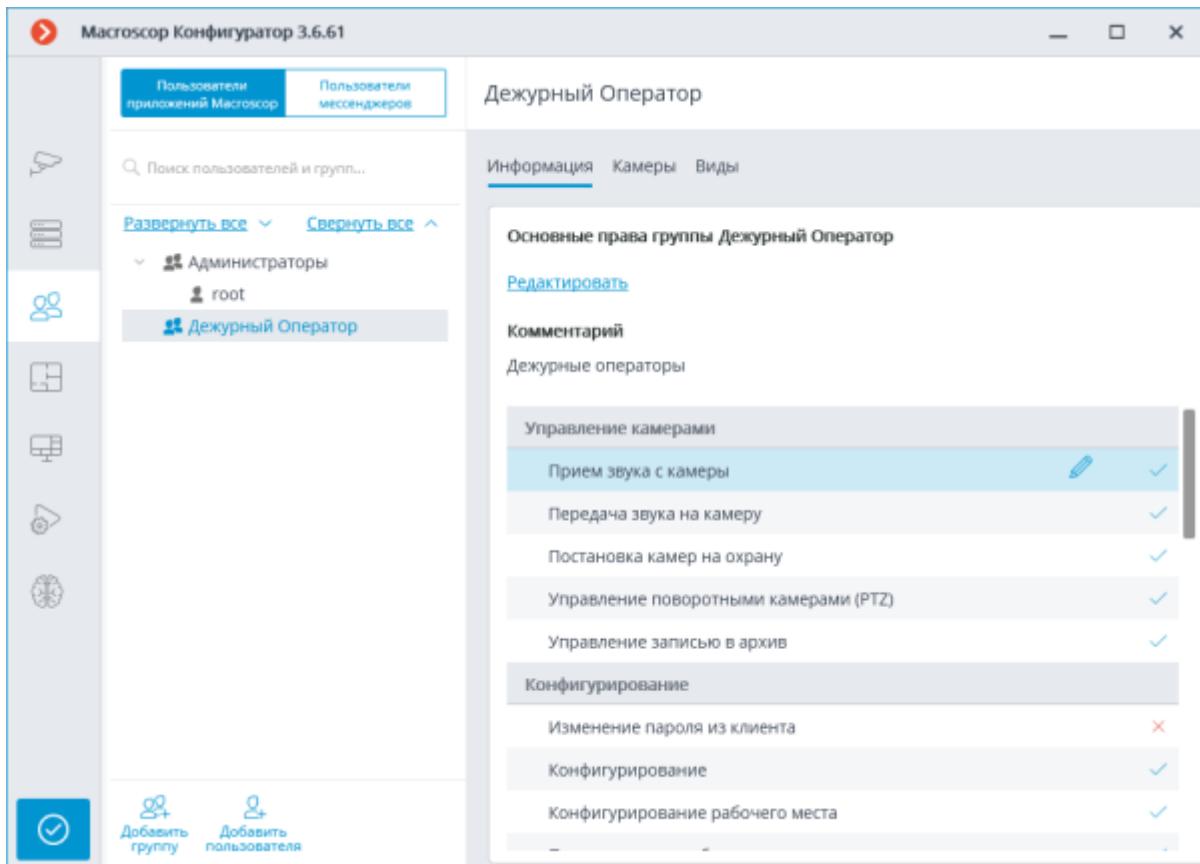 Macroscop Конфигуратор 3.6.61
Пользователи
приложений Macroscop
Пользователи
мессенджеров
Поиск пользователей и групп...
Развернуть все
Свернуть все
Администраторы
root
Дежурный Оператор
Добавить
группу
Добавить
пользователя
Дежурный Оператор
Информация Камеры Виды
Основные права группы Дежурный Оператор
Редактировать
Комментарий
Дежурные операторы
Управление камерами
Прием звука с камеры
Передача звука на камеру
Постановка камер на охрану
Управление поворотными камерами (PTZ)
Управление записью в архив
Конфигурирование
Изменение пароля из клиента
Конфигурирование
Конфигурирование рабочего места